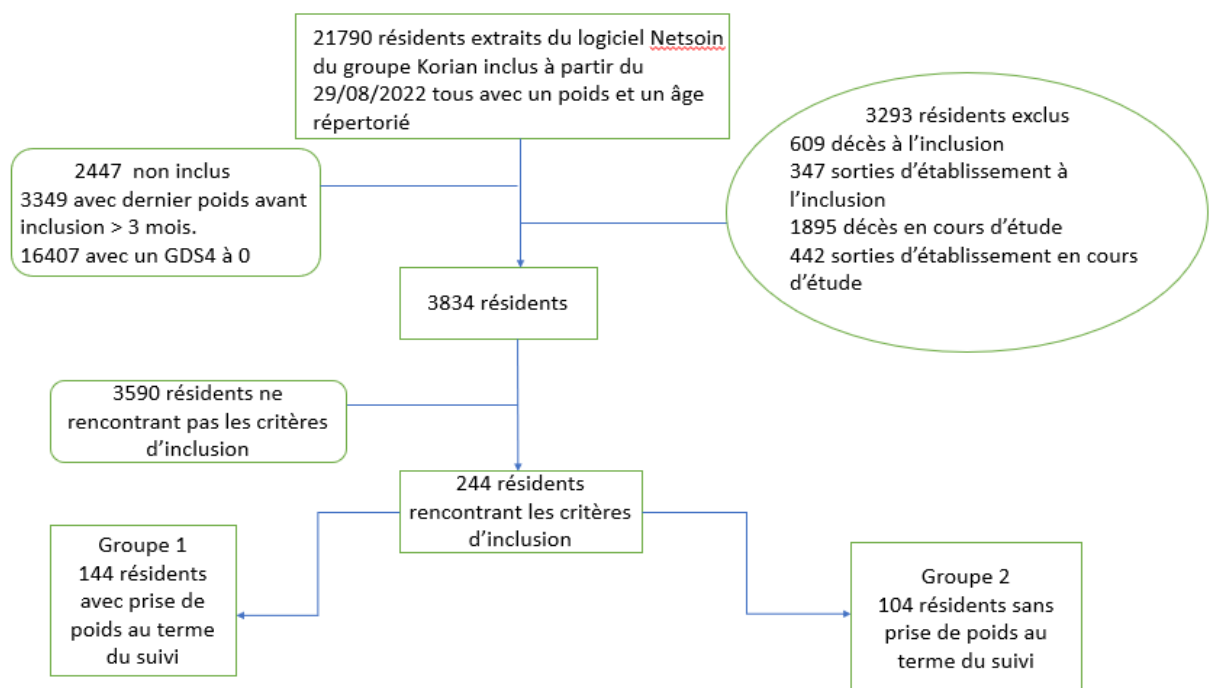 21790 résidents extraits du logiciel Netsoin
du groupe Korian inclus à partir du
29/08/2022 tous avec un poids et un âge
répertorié
3293 résidents exclus
609 décès à l’inclusion
347 sorties d’établissement à
l’inclusion
1895 décès en cours d’étude
442 sorties d’établissement en cours
d’étude
2447 non inclus
3349 avec dernier poids avant
inclusion > 3 mois.
16407 avec un GDS4 à 0
3834 résidents
3590 résidents ne
rencontrant pas les critères
d’inclusion
244 résidents
rencontrant les critères
d’inclusion
Groupe 1
144 résidents
avec prise de
poids au terme
du suivi
Groupe 2
104 résidents sans
prise de poids au
terme du suivi